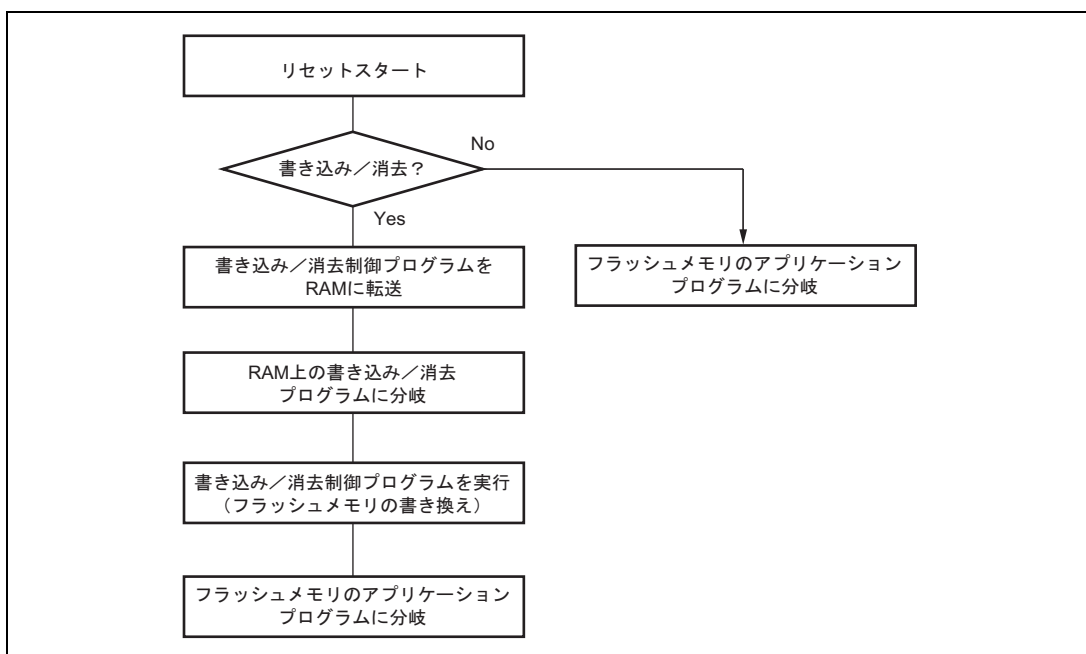 リセットスタート
書き込み／消去？
No
Yes
書き込み／消去制御プログラムを
RAMに転送
フラッシュメモリのアプリケーション
プログラムに分岐
RAM上の書き込み／消去
プログラムに分岐
書き込み／消去制御プログラムを実行
（フラッシュメモリの書き換え）
フラッシュメモリのアプリケーション
プログラムに分岐